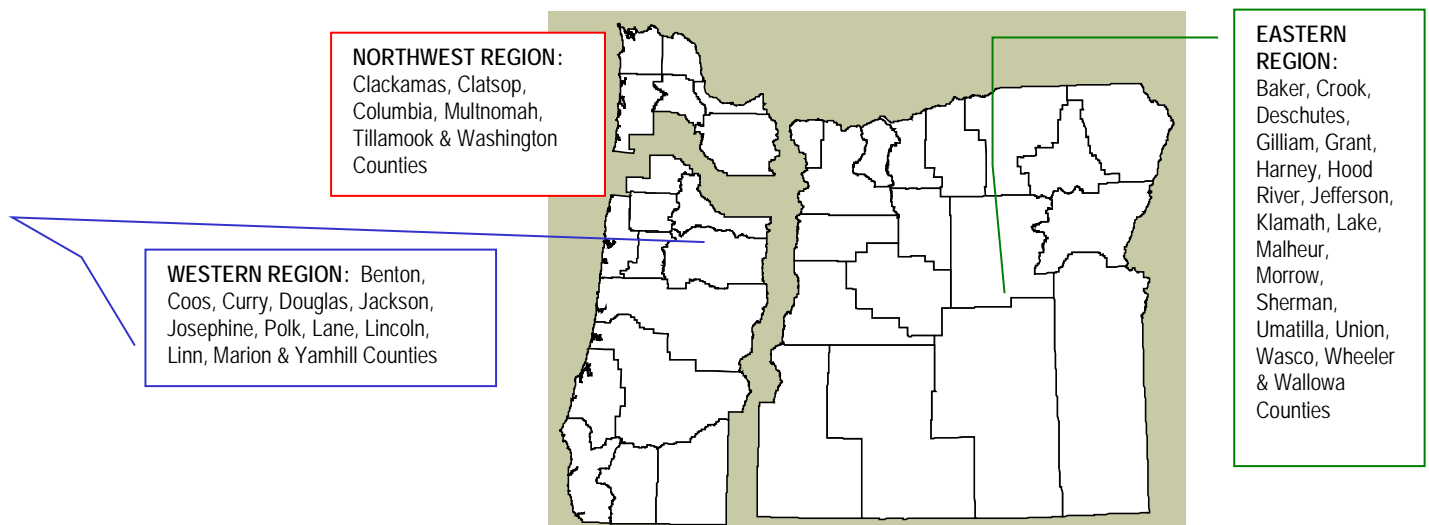 NORTHWEST REGION:
Clackamas, Clatsop,
Columbia, Multnomah,
Tillamook & Washington
Counties
WESTERN REGION: Benton,
Coos, Curry, Douglas, Jackson,
Josephine, Polk, Lane, Lincoln,
Linn, Marion & Yamhill Counties
EASTERN
REGION:
Baker, Crook,
Deschutes,
Gilliam, Grant,
Harney, Hood
River, Jefferson,
Klamath, Lake,
Malheur,
Morrow,
Sherman,
Umatilla, Union,
Wasco, Wheeler
& Wallowa
Counties